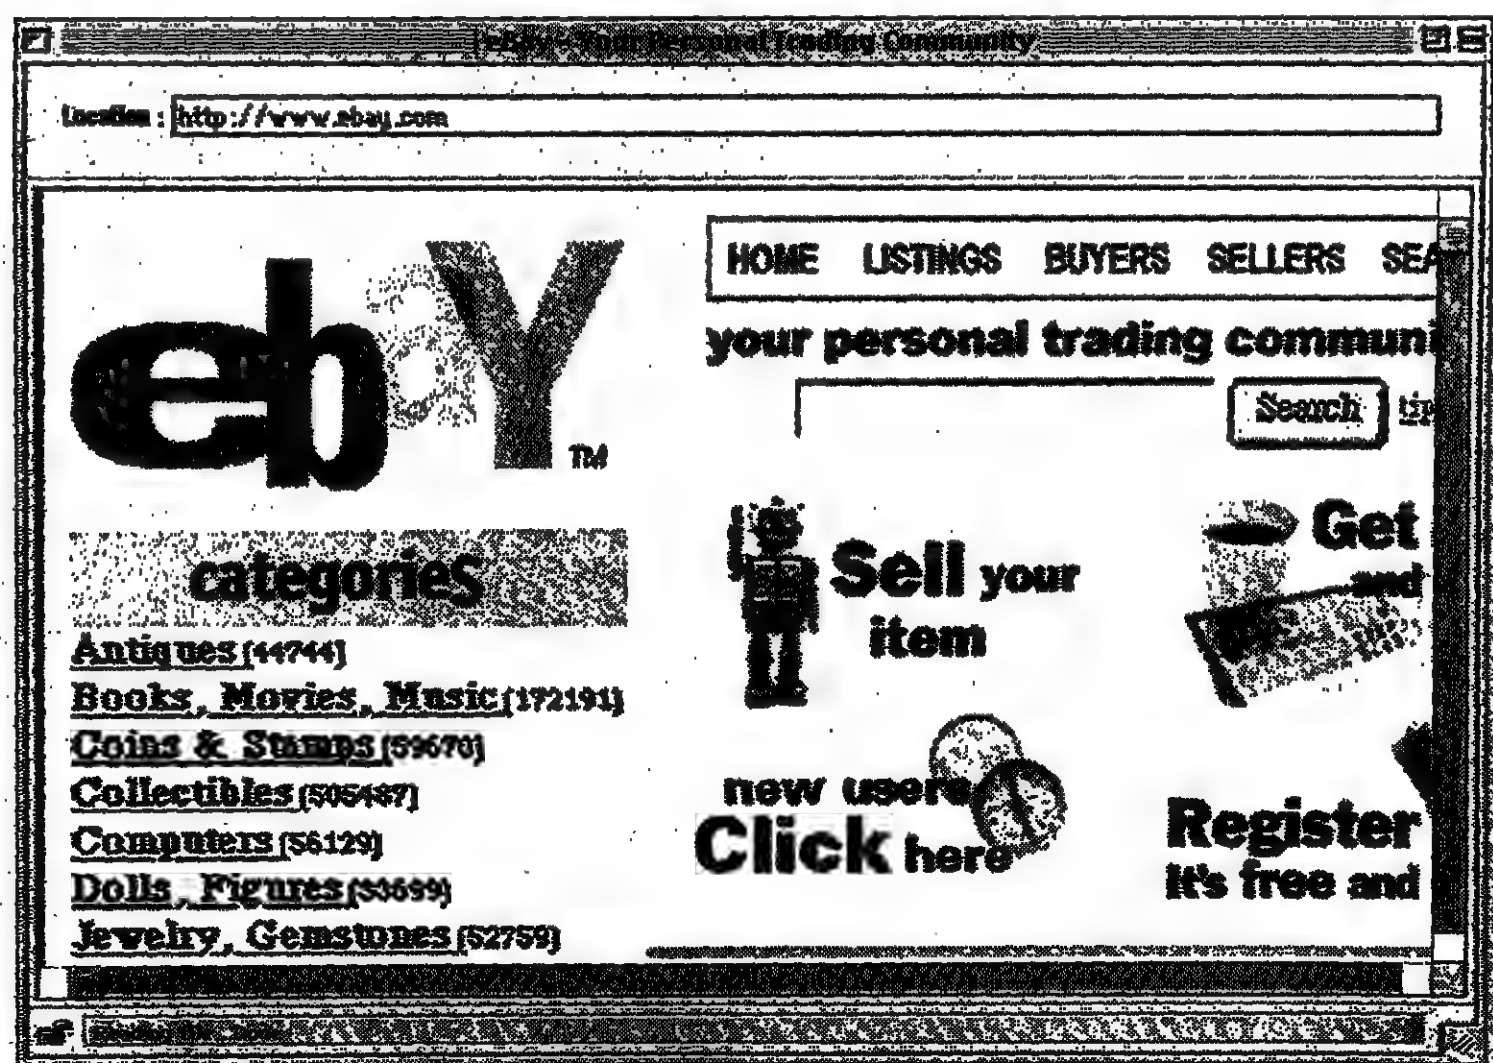 eBay - Your Personal Trading Community
Location : http://www.ebay.com
HOME LISTINGS BUYERS SELLERS SEA
ebaY TM
your personal trading communi
Search tip
categories
Sell your
item
Get
and
Antiques (44744)
Books, Movies, Music (172191)
Coins & Stamps (59670)
Collectibles (505487)
Computers (56129)
Dolls, Figures (53699)
Jewelry, Gemstones (52759)
new users
Click here
Register
It's free and